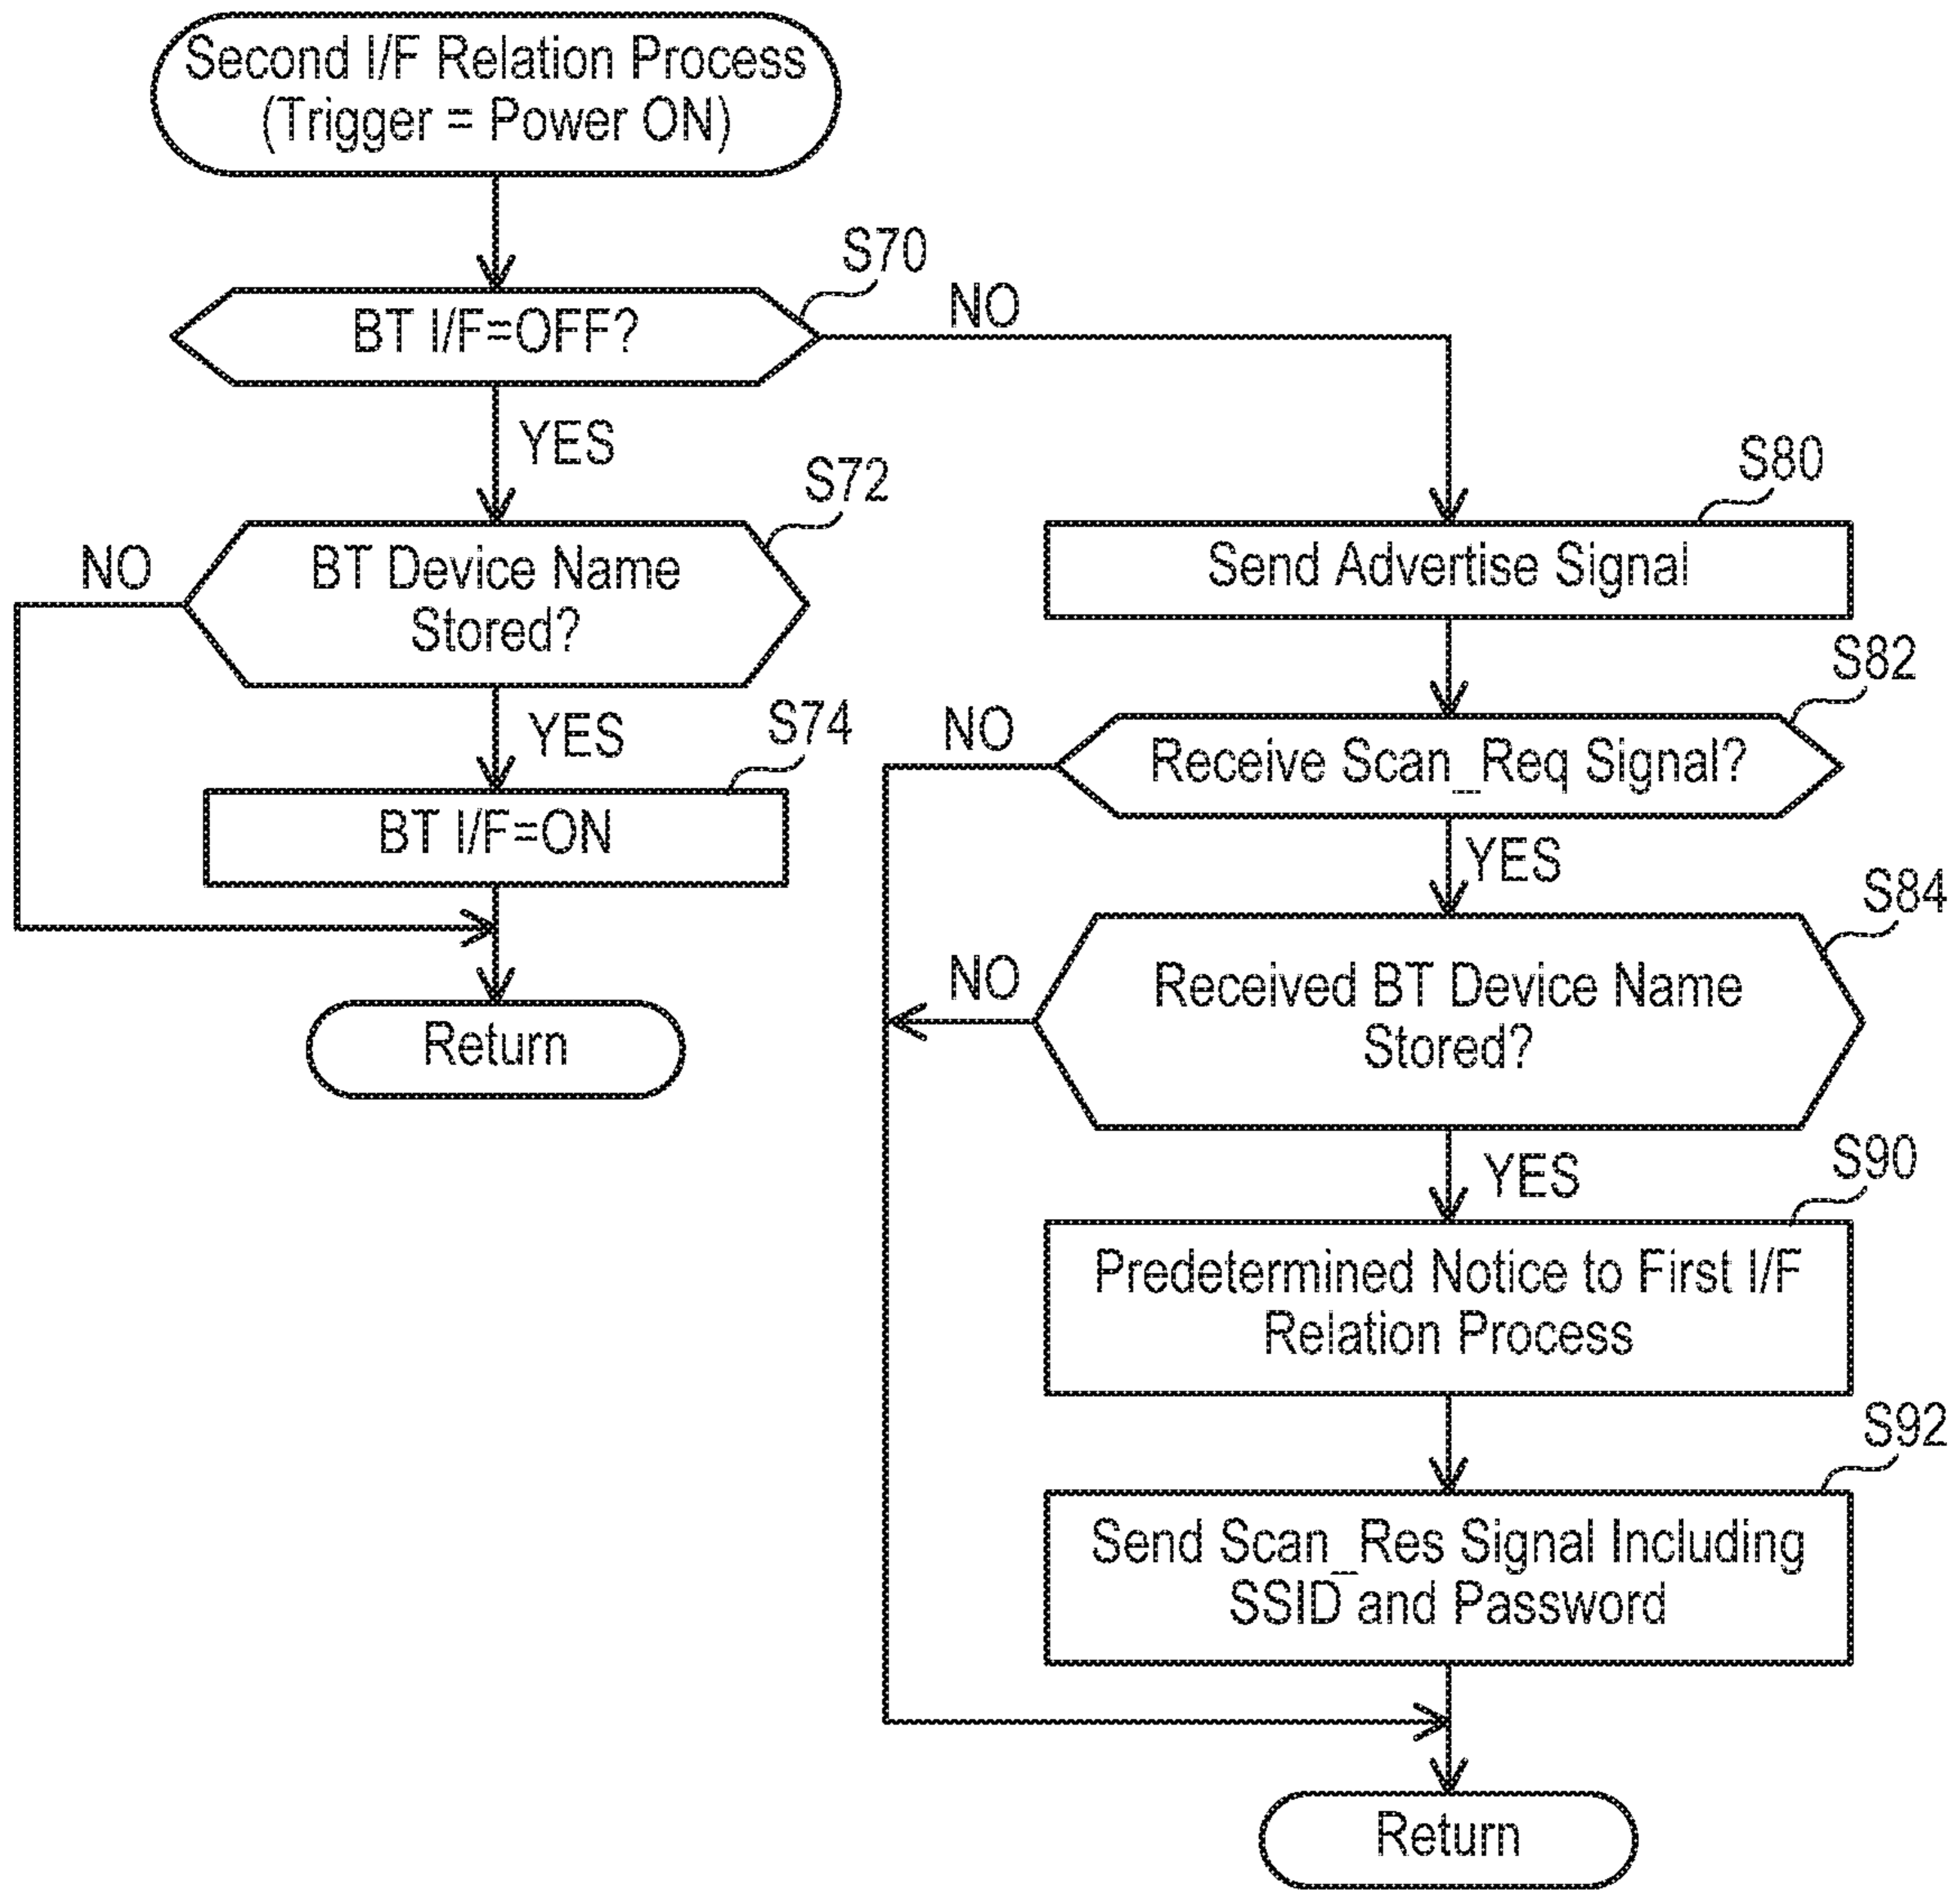 Second I/F Relation Process
(Trigger = Power ON)
S70
BT I/F=OFF?
NO
YES
S72
NO
BT Device Name
Stored?
YES
S74
BT I/F=ON
Return
S80
Send Advertise Signal
S82
NO
Receive Scan_Req Signal?
YES
S84
NO
Received BT Device Name
Stored?
YES
S90
Predetermined Notice to First I/F
Relation Process
S92
Send Scan_Res Signal Including
SSID and Password
Return